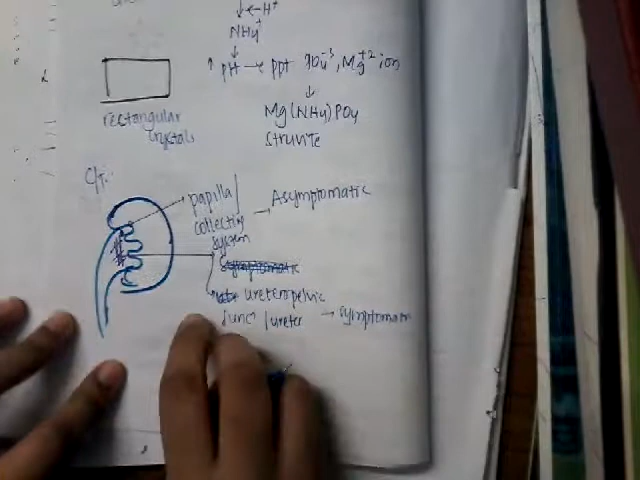 ← H⁺
NH4⁺
↑ pH → ppt PO4⁻³, Mg⁺² ion
↓
Mg(NH4)PO4
struvite
rectangular
crystals
C/F:
papilla/
collecting
system
→ Asymptomatic
ureteropelvic
junc /ureter → symptomatic